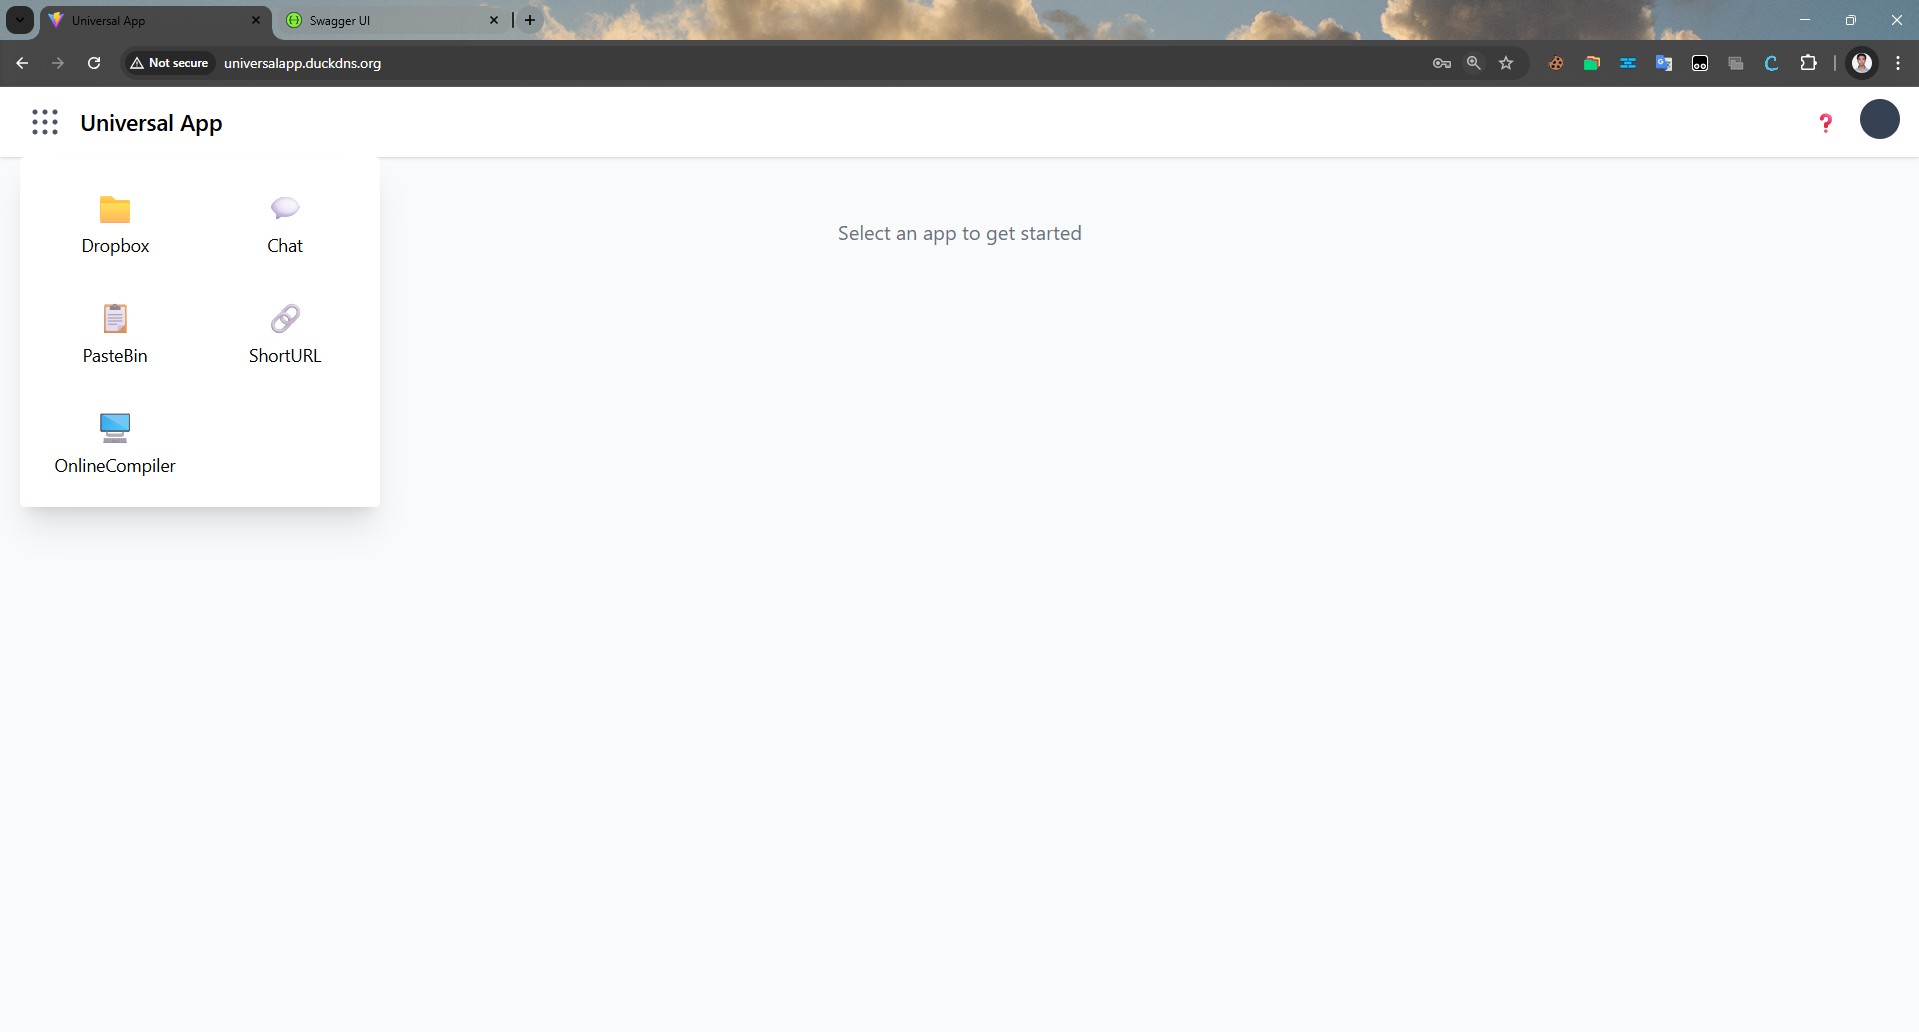 Universal App
Swagger UI
Not secure
universalapp.duckdns.org
Universal App
Dropbox
Chat
Select an app to get started
PasteBin
ShortURL
OnlineCompiler